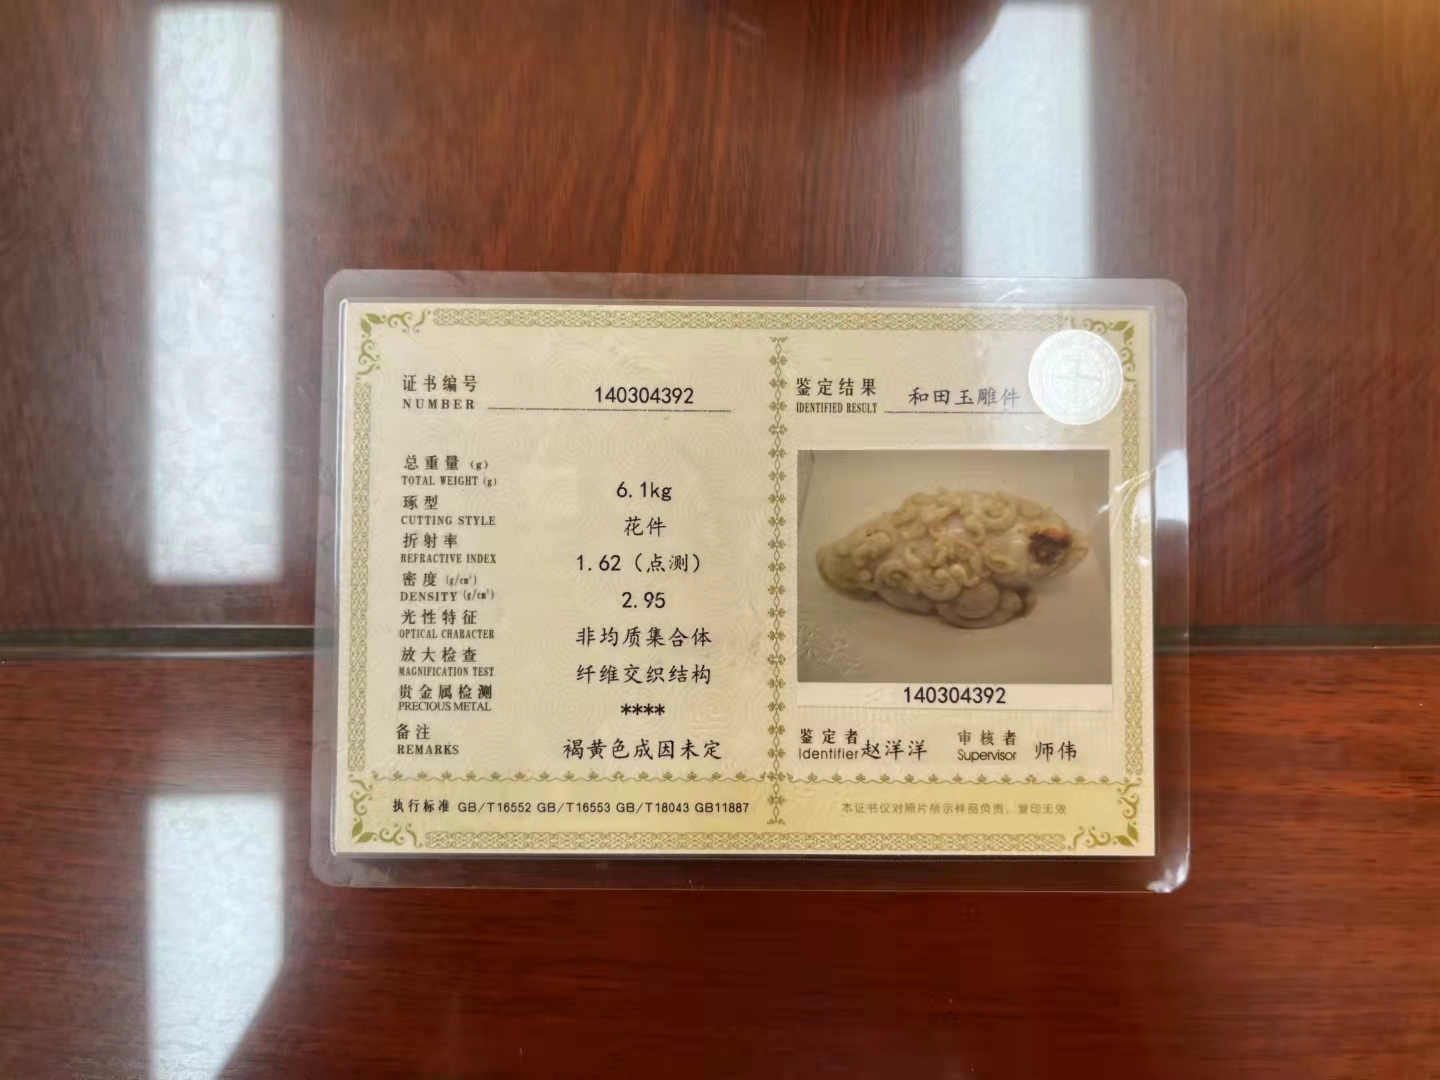 证书编号
NUMBER
140304392
总重量 (g)
TOTAL WEIGHT (g)
6.1kg
琢型
CUTTING STYLE
花件
折射率
REFRACTIVE INDEX
1.62（点测）
密度 (g/cm³)
DENSITY (g/cm³)
2.95
光性特征
OPTICAL CHARACTER
非均质集合体
放大检查
MAGNIFICATION TEST
纤维交织结构
贵金属检测
PRECIOUS METAL
****
备注
REMARKS
褐黄色成因未定
执行标准 GB/T16552 GB/T16553 GB/T18043 GB11887
鉴定结果
IDENTIFIED RESULT
和田玉雕件
140304392
鉴定者
Identifier
赵洋洋
审核者
Supervisor
师伟
本证书仅对照片所示样品负责，复印无效